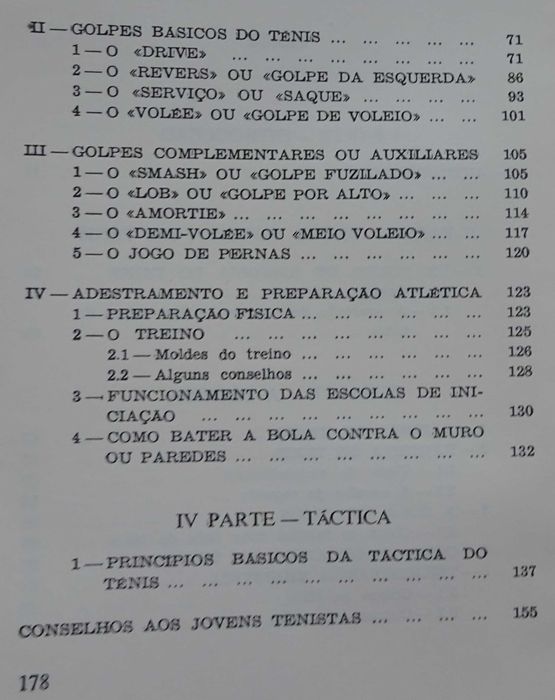 II — GOLPES BÁSICOS DO TÉNIS ... ... ... ... ... 71
1 — O «DRIVE» ... ... ... ... ... ... ... 71
2 — O «REVERS» OU «GOLPE DA ESQUERDA» 86
3 — O «SERVIÇO» OU «SAQUE» ... ... ... ... 93
4 — O «VOLÉE» OU «GOLPE DE VOLEIO» ... ... 101
III — GOLPES COMPLEMENTARES OU AUXILIARES 105
1 — O «SMASH» OU «GOLPE FUZILADO» ... ... 105
2 — O «LOB» OU «GOLPE POR ALTO» ... ... ... 110
3 — O «AMORTIE» ... ... ... ... ... ... ... 114
4 — O «DEMI-VOLÉE» OU «MEIO VOLEIO» ... ... 117
5 — O JOGO DE PERNAS ... ... ... ... ... 120
IV — ADESTRAMENTO E PREPARAÇÃO ATLÉTICA 123
1 — PREPARAÇÃO FÍSICA ... ... ... ... ... 123
2 — O TREINO ... ... ... ... ... ... ... 125
2.1 — Moldes do treino ... ... ... ... ... 126
2.2 — Alguns conselhos ... ... ... ... ... 128
3 — FUNCIONAMENTO DAS ESCOLAS DE INI-
CIAÇÃO ... ... ... ... ... ... ... ... 130
4 — COMO BATER A BOLA CONTRA O MURO
OU PAREDES ... ... ... ... ... ... ... 132
IV PARTE — TÁCTICA
1 — PRINCÍPIOS BÁSICOS DA TÁCTICA DO
TÉNIS ... ... ... ... ... ... ... ... ... 137
CONSELHOS AOS JOVENS TENISTAS ... ... ... ... 155
178